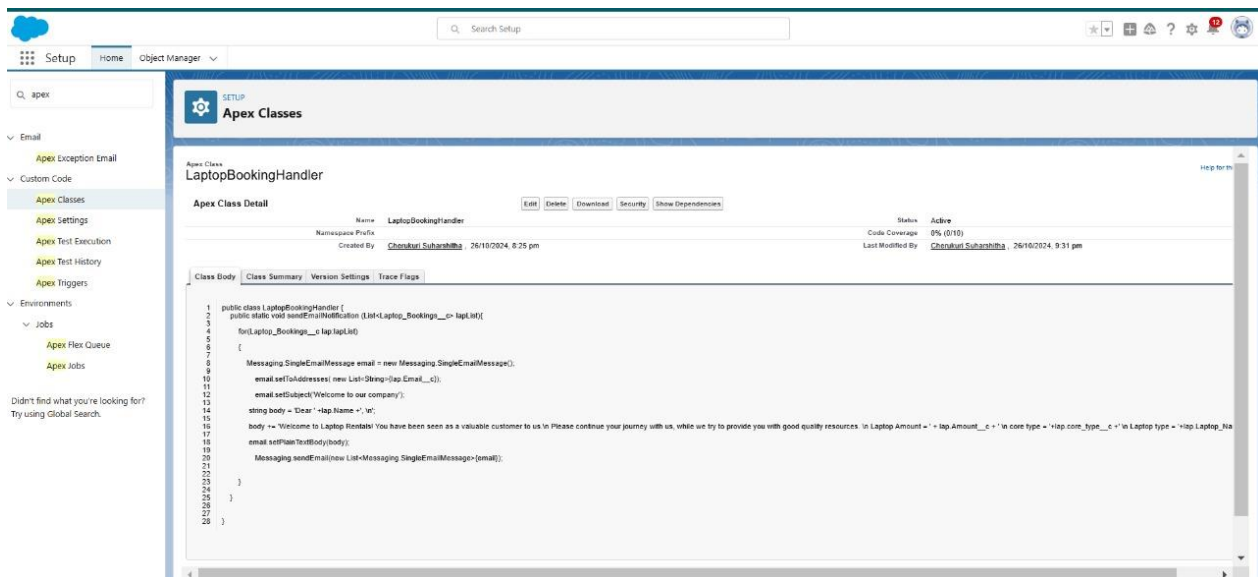 Search Setup
12
Setup Home Object Manager
apex
Email
Apex Exception Email
Custom Code
Apex Classes
Apex Settings
Apex Test Execution
Apex Test History
Apex Triggers
Environments
Jobs
Apex Flex Queue
Apex Jobs
Didn't find what you're looking for?
Try using Global Search.
SETUP
Apex Classes
Apex Class
LaptopBookingHandler
Help for th
Apex Class Detail
Edit Delete Download Security Show Dependencies
Name LaptopBookingHandler Status Active
Namespace Prefix Code Coverage 0% (0/10)
Created By Cherukuri Suharshitha , 26/10/2024, 8:25 pm Last Modified By Cherukuri Suharshitha , 26/10/2024, 9:31 pm
Class Body Class Summary Version Settings Trace Flags
1 public class LaptopBookingHandler {
2 public static void sendEmailNotification (List<Laptop_Bookings__c> lapList){
3
4 for(Laptop_Bookings__c lap:lapList)
5
6 {
7
8 Messaging.SingleEmailMessage email = new Messaging.SingleEmailMessage();
9
10 email.setToAddresses( new List<String>{lap.Email__c});
11
12 email.setSubject('Welcome to our company');
13
14 string body = 'Dear ' +lap.Name +', \n';
15
16 body += 'Welcome to Laptop Rentals! You have been seen as a valuable customer to us.\n Please continue your journey with us, while we try to provide you with good quality resources. \n Laptop Amount = ' + lap.Amount__c + ' \n core type = '+lap.core_type__c +' \n Laptop type = '+lap.Laptop_Na
17
18 email.setPlainTextBody(body);
19
20 Messaging.sendEmail(new List<Messaging.SingleEmailMessage>{email});
21
22
23 }
24
25 }
26
27
28 }